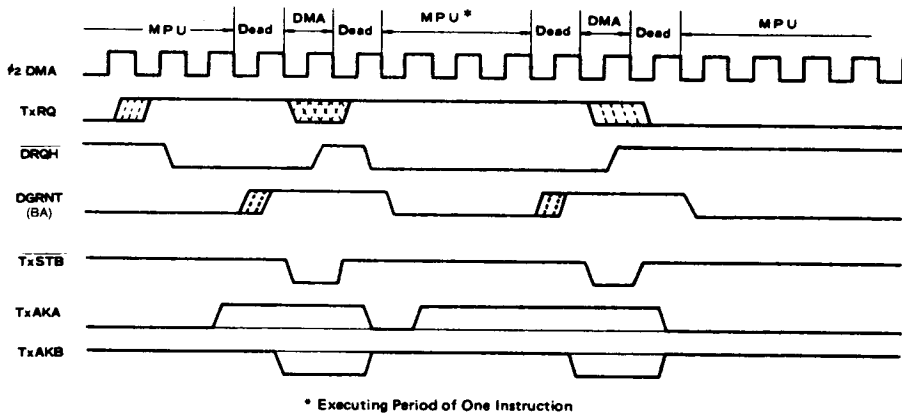 MPU Dead DMA Dead MPU* Dead DMA Dead MPU
φ2 DMA
TxRQ
DRQH
DGRNT
(BA)
TxSTB
TxAKA
TxAKB
* Executing Period of One Instruction